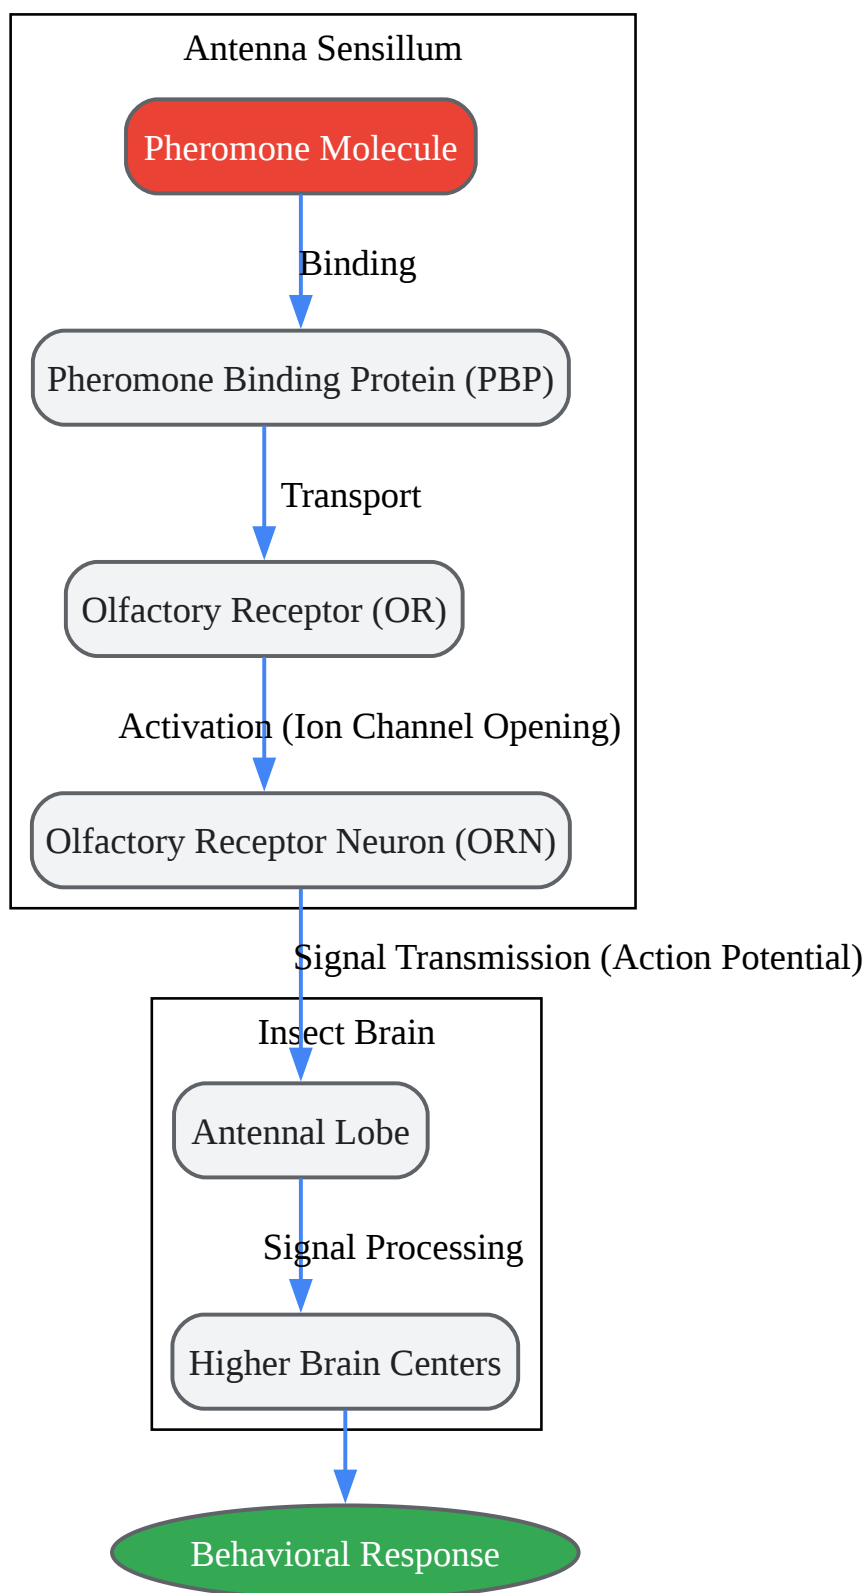 Antenna Sensillum
Pheromone Molecule
Binding
Pheromone Binding Protein (PBP)
Transport
Olfactory Receptor (OR)
Activation (Ion Channel Opening)
Olfactory Receptor Neuron (ORN)
Signal Transmission (Action Potential)
Insect Brain
Antennal Lobe
Signal Processing
Higher Brain Centers
Behavioral Response